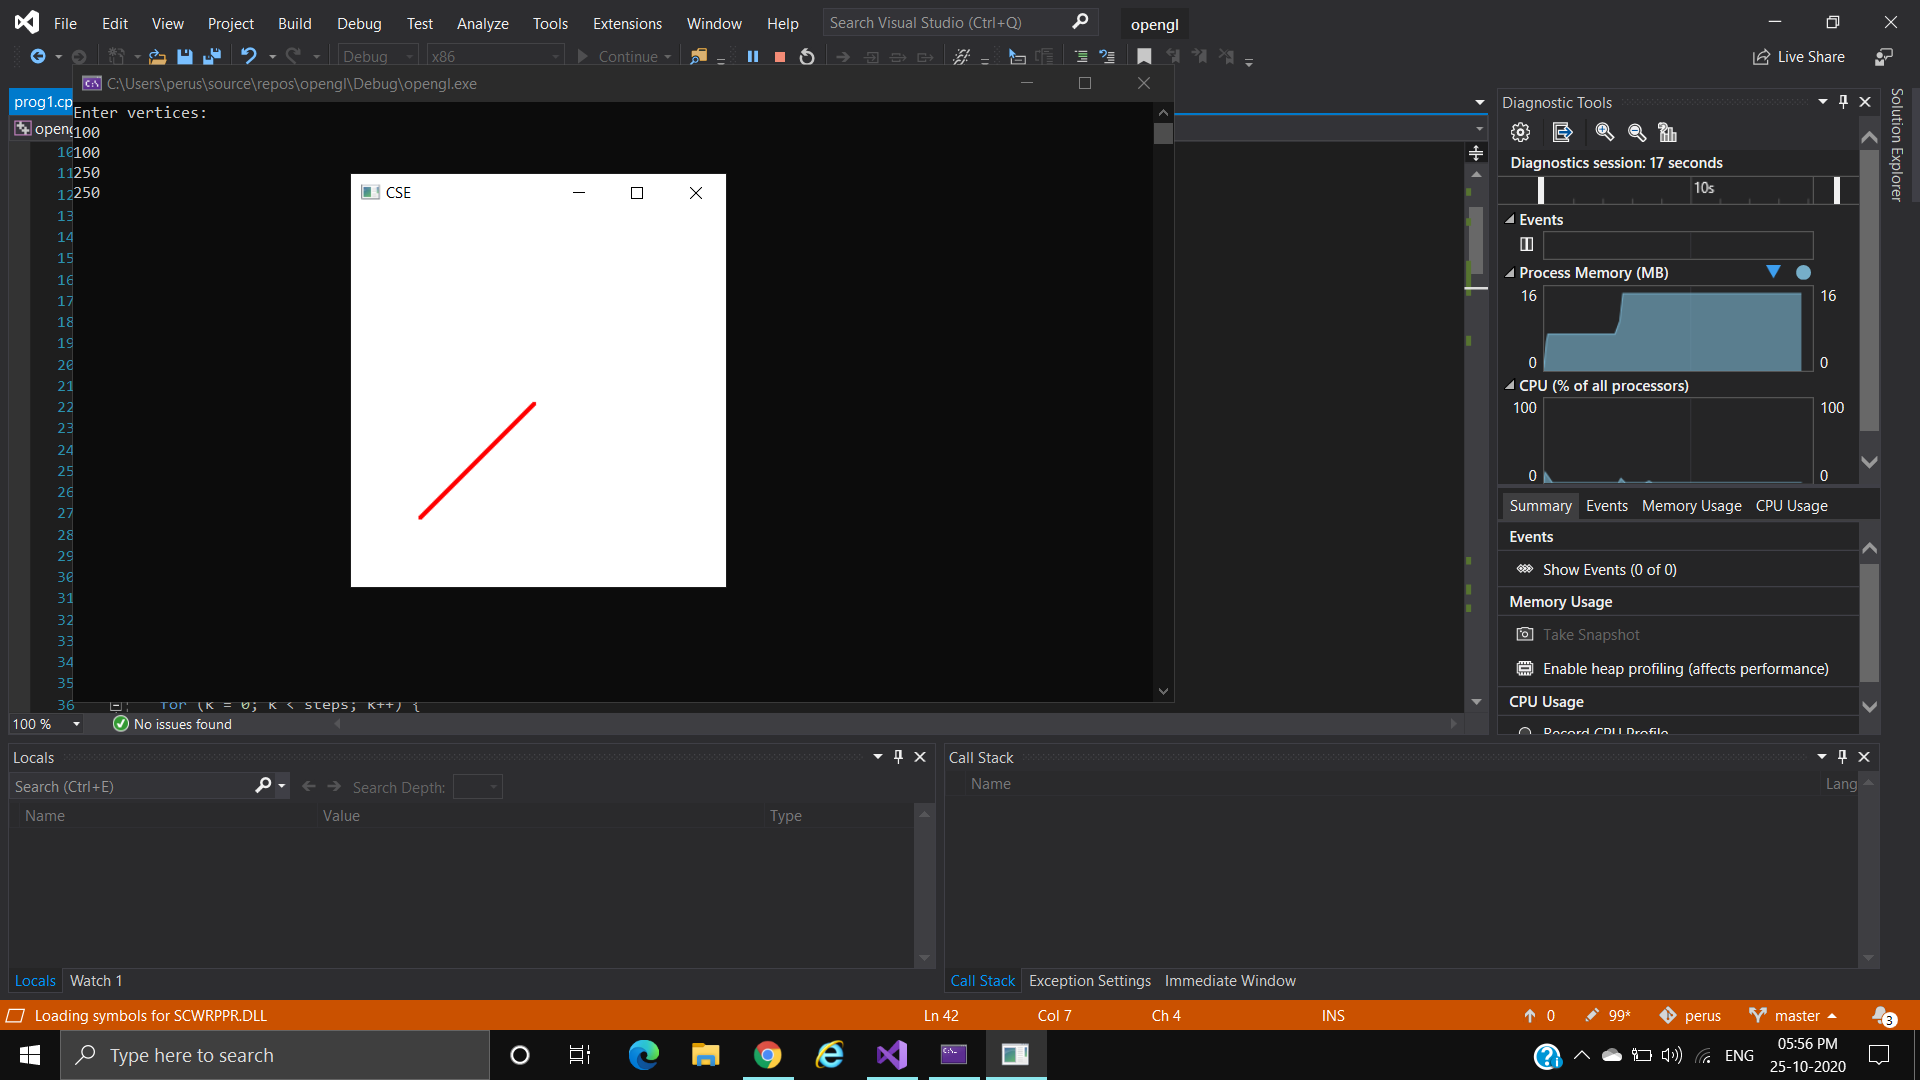 File Edit View Project Build Debug Test Analyze Tools Extensions Window Help Search Visual Studio (Ctrl+Q) opengl
Debug x86 Continue Live Share
C:\Users\perus\source\repos\opengl\Debug\opengl.exe
prog1.cp
openg
Enter vertices:
100
100
250
250
CSE
10
11
12
13
14
15
16
17
18
19
20
21
22
23
24
25
26
27
28
29
30
31
32
33
34
35
36 for (k = 0; k < steps; k++) {
100 % No issues found
Diagnostic Tools
Diagnostics session: 17 seconds
10s
Events
Process Memory (MB)
16 16
0 0
CPU (% of all processors)
100 100
0 0
Summary Events Memory Usage CPU Usage
Events
Show Events (0 of 0)
Memory Usage
Take Snapshot
Enable heap profiling (affects performance)
CPU Usage
Record CPU Profile
Solution Explorer
Locals
Search (Ctrl+E) Search Depth:
Name Value Type
Locals Watch 1
Call Stack
Name Lang
Call Stack Exception Settings Immediate Window
Loading symbols for SCWRPPR.DLL Ln 42 Col 7 Ch 4 INS 0 99* perus master 3
Type here to search ENG 05:56 PM
25-10-2020